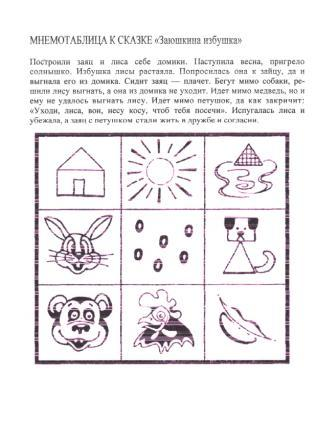 МНЕМОТАБЛИЦА К СКАЗКЕ «Заюшкина избушка»
Построили заяц и лиса себе домики. Наступила весна, пригрело
солнышко. Избушка лисы растаяла. Попросилась она к зайцу, да и
выгнала его из домика. Сидит заяц — плачет. Бегут мимо собаки, ре-
шили лису выгнать, а она из домика не уходит. Идет мимо медведь, но и
ему не удалось выгнать лису. Идет мимо петушок, да как закричит:
«Уходи, лиса, вон, несу косу, чтоб тебя посечи». Испугалась лиса и
убежала, а заяц с петушком стали жить в дружбе и согласии.